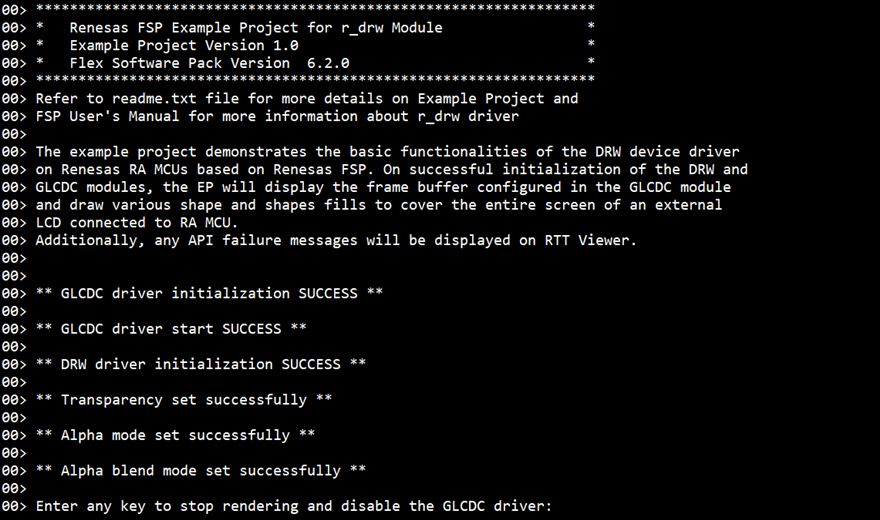 00> ******************************************************************
00> *   Renesas FSP Example Project for r_drw Module                 *
00> *   Example Project Version 1.0                                  *
00> *   Flex Software Pack Version  6.2.0                            *
00> ******************************************************************
00> Refer to readme.txt file for more details on Example Project and
00> FSP User's Manual for more information about r_drw driver
00>
00> The example project demonstrates the basic functionalities of the DRW device driver
00> on Renesas RA MCUs based on Renesas FSP. On successful initialization of the DRW and
00> GLCDC modules, the EP will display the frame buffer configured in the GLCDC module
00> and draw various shape and shapes fills to cover the entire screen of an external
00> LCD connected to RA MCU.
00> Additionally, any API failure messages will be displayed on RTT Viewer.
00>
00>
00> ** GLCDC driver initialization SUCCESS **
00>
00> ** GLCDC driver start SUCCESS **
00>
00> ** DRW driver initialization SUCCESS **
00>
00> ** Transparency set successfully **
00>
00> ** Alpha mode set successfully **
00>
00> ** Alpha blend mode set successfully **
00>
00> Enter any key to stop rendering and disable the GLCDC driver: